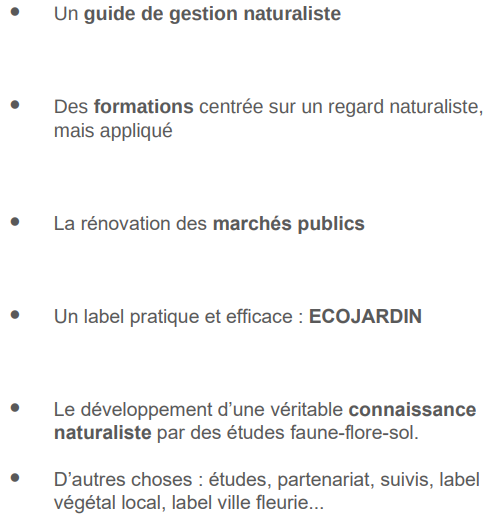 • Un guide de gestion naturaliste
• Des formations centrée sur un regard naturaliste,
mais appliqué
• La rénovation des marchés publics
• Un label pratique et efficace : ECOJARDIN
• Le développement d'une véritable connaissance
naturaliste par des études faune-flore-sol.
• D'autres choses : études, partenariat, suivis, label
végétal local, label ville fleurie...